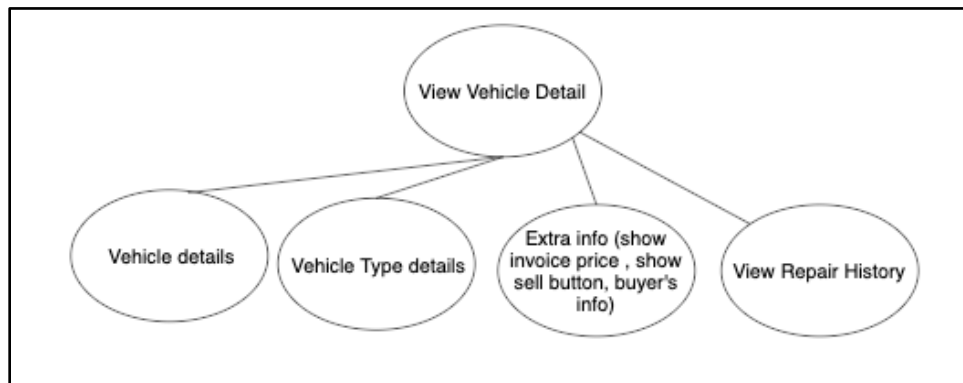 View Vehicle Detail
Vehicle details
Vehicle Type details
Extra info (show
invoice price , show
sell button, buyer's
info)
View Repair History